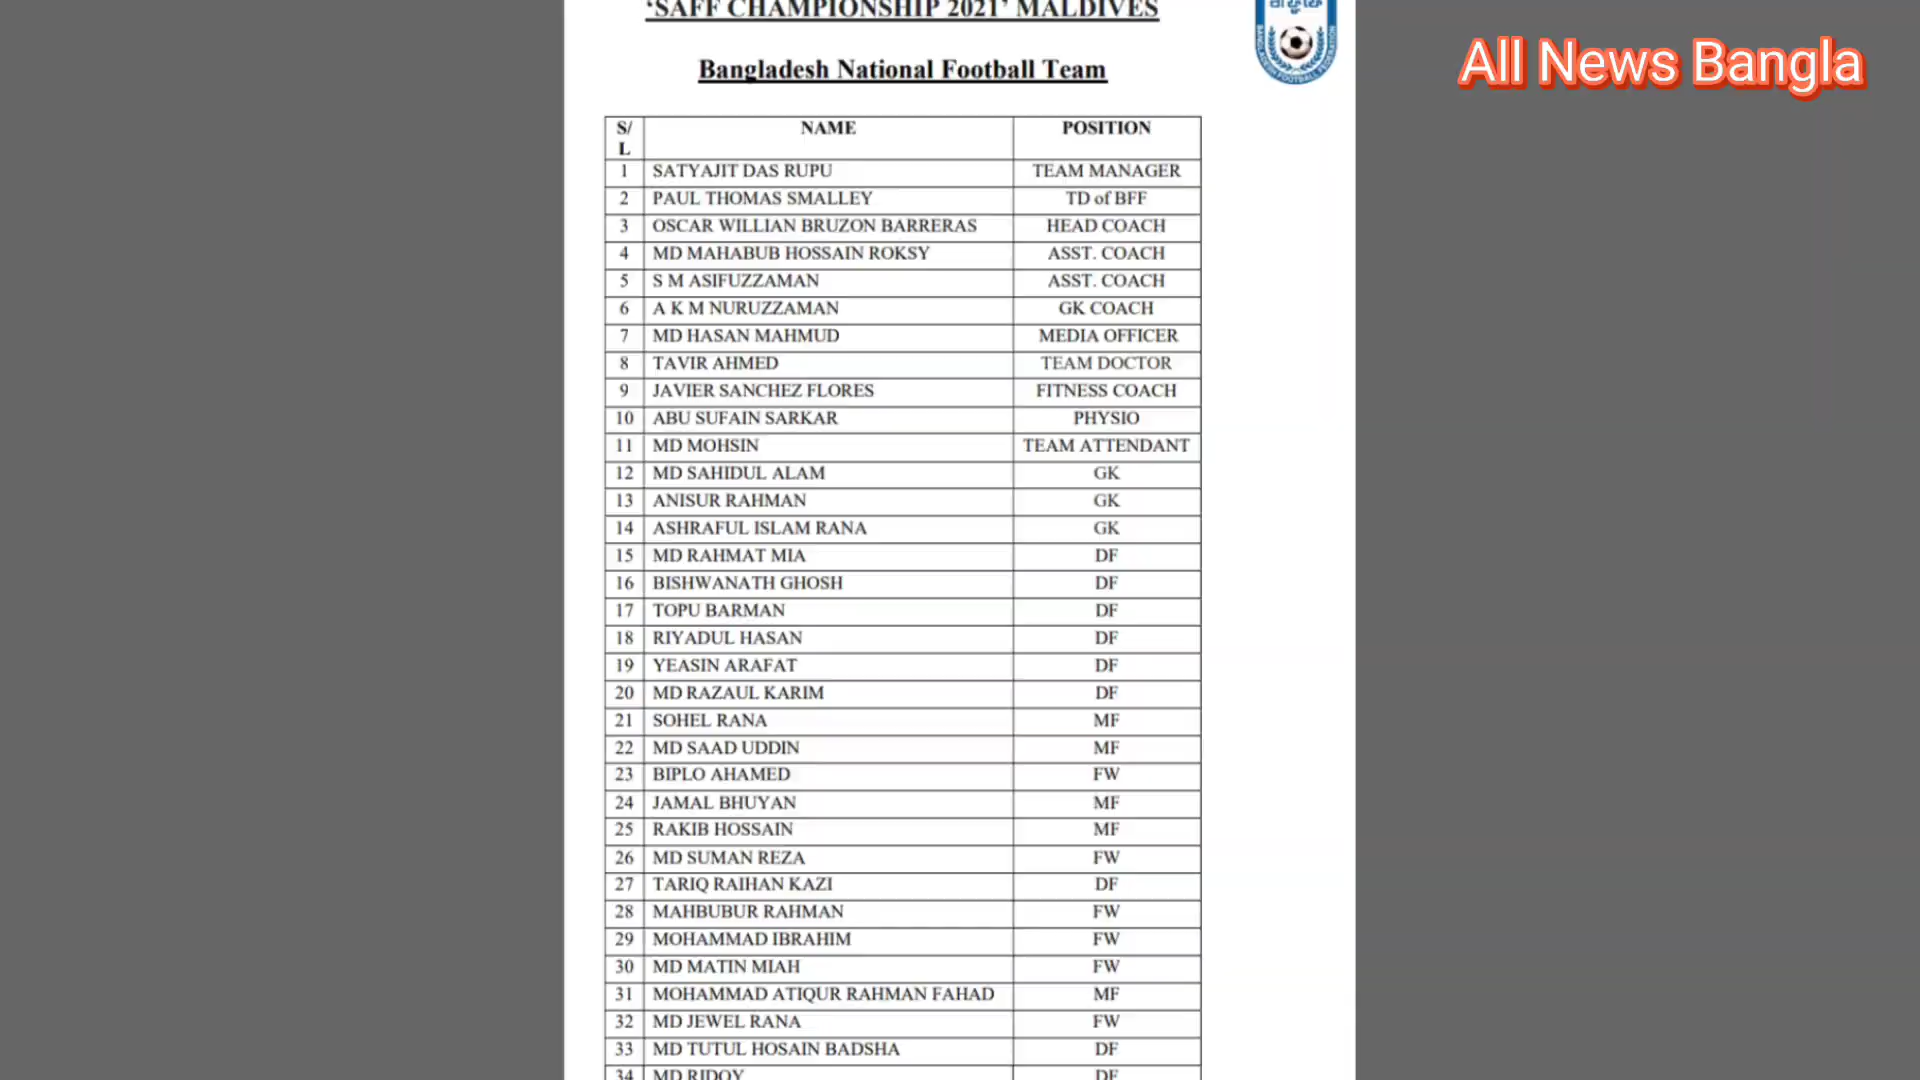 'SAFF CHAMPIONSHIP 2021' MALDIVES
Bangladesh National Football Team
BANGLADESH FOOTBALL FEDERATION
All News Bangla
S/L NAME POSITION
1 SATYAJIT DAS RUPU TEAM MANAGER
2 PAUL THOMAS SMALLEY TD of BFF
3 OSCAR WILLIAN BRUZON BARRERAS HEAD COACH
4 MD MAHABUB HOSSAIN ROKSY ASST. COACH
5 S M ASIFUZZAMAN ASST. COACH
6 A K M NURUZZAMAN GK COACH
7 MD HASAN MAHMUD MEDIA OFFICER
8 TAVIR AHMED TEAM DOCTOR
9 JAVIER SANCHEZ FLORES FITNESS COACH
10 ABU SUFAIN SARKAR PHYSIO
11 MD MOHSIN TEAM ATTENDANT
12 MD SAHIDUL ALAM GK
13 ANISUR RAHMAN GK
14 ASHRAFUL ISLAM RANA GK
15 MD RAHMAT MIA DF
16 BISHWANATH GHOSH DF
17 TOPU BARMAN DF
18 RIYADUL HASAN DF
19 YEASIN ARAFAT DF
20 MD RAZAUL KARIM DF
21 SOHEL RANA MF
22 MD SAAD UDDIN MF
23 BIPLO AHAMED FW
24 JAMAL BHUYAN MF
25 RAKIB HOSSAIN MF
26 MD SUMAN REZA FW
27 TARIQ RAIHAN KAZI DF
28 MAHBUBUR RAHMAN FW
29 MOHAMMAD IBRAHIM FW
30 MD MATIN MIAH FW
31 MOHAMMAD ATIQUR RAHMAN FAHAD MF
32 MD JEWEL RANA FW
33 MD TUTUL HOSAIN BADSHA DF
34 MD RIDOY DF